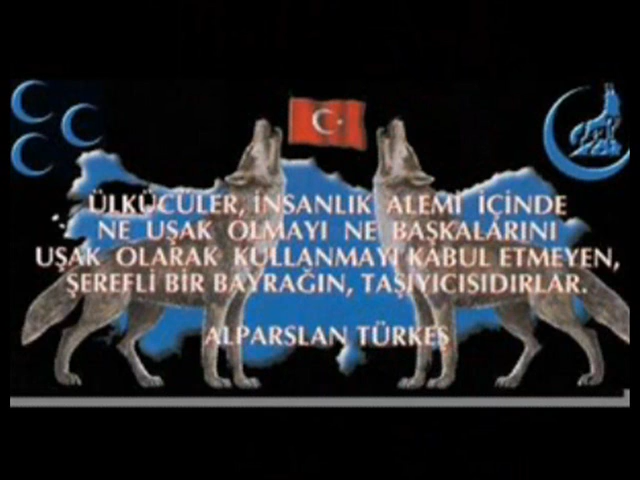 ÜLKÜCÜLER, İNSANLIK ALEMİ İÇİNDE
NE UŞAK OLMAYI NE BAŞKALARINI
UŞAK OLARAK KULLANMAYI KABUL ETMEYEN,
ŞEREFLİ BİR BAYRAĞIN, TAŞIYICISIDIRLAR.
ALPARSLAN TÜRKEŞ